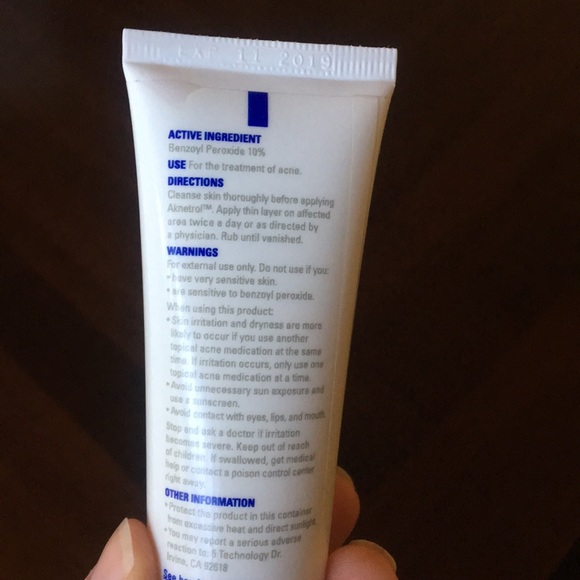 EXP 11 2019
ACTIVE INGREDIENT
Benzoyl Peroxide 10%
USE For the treatment of acne.
DIRECTIONS
Cleanse skin thoroughly before applying
Aknetrol™. Apply thin layer on affected
area twice a day or as directed by
a physician. Rub until vanished.
WARNINGS
For external use only. Do not use if you:
• have very sensitive skin.
• are sensitive to benzoyl peroxide.
When using this product:
• Skin irritation and dryness are more
likely to occur if you use another
topical acne medication at the same
time. If irritation occurs, only use one
topical acne medication at a time.
• Avoid unnecessary sun exposure and
use a sunscreen.
• Avoid contact with eyes, lips, and mouth.
Stop and ask a doctor if irritation
becomes severe. Keep out of reach
of children. If swallowed, get medical
help or contact a poison control center
right away.
OTHER INFORMATION
• Protect the product in this container
from excessive heat and direct sunlight.
• You may report a serious adverse
reaction to: 5 Technology Dr.
Irvine, CA 92618
See